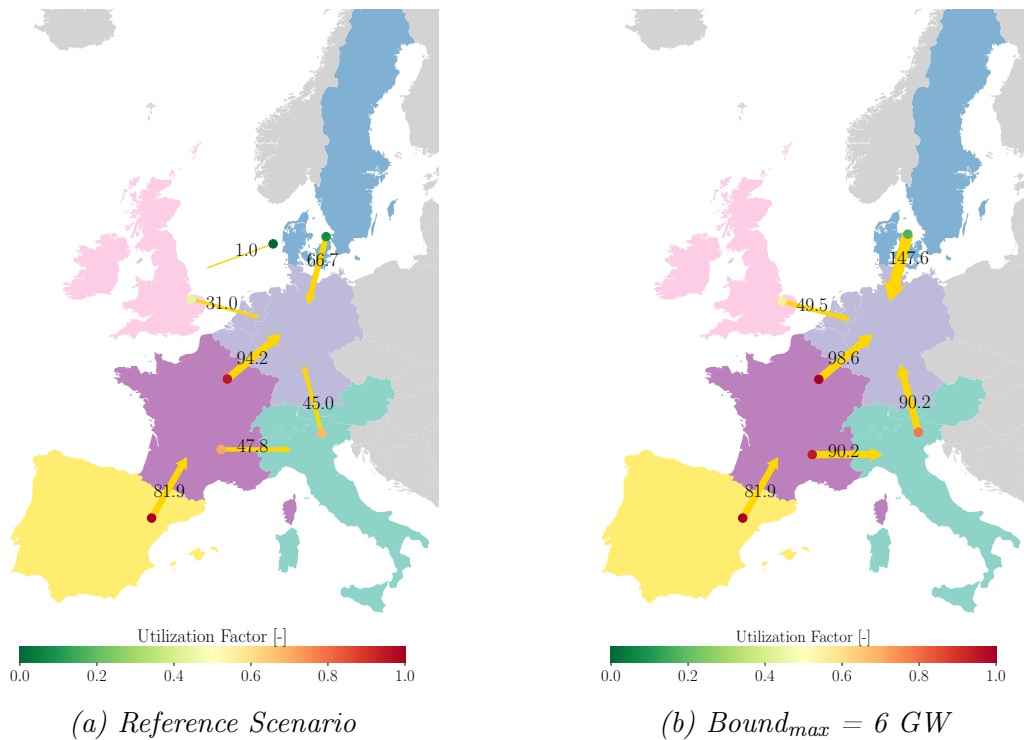 1.0
66.7
31.0
94.2
45.0
47.8
81.9
Utilization Factor [-]
0.0 0.2 0.4 0.6 0.8 1.0
(a) Reference Scenario
147.6
49.5
98.6
90.2
90.2
81.9
Utilization Factor [-]
0.0 0.2 0.4 0.6 0.8 1.0
(b) Bound_max = 6 GW